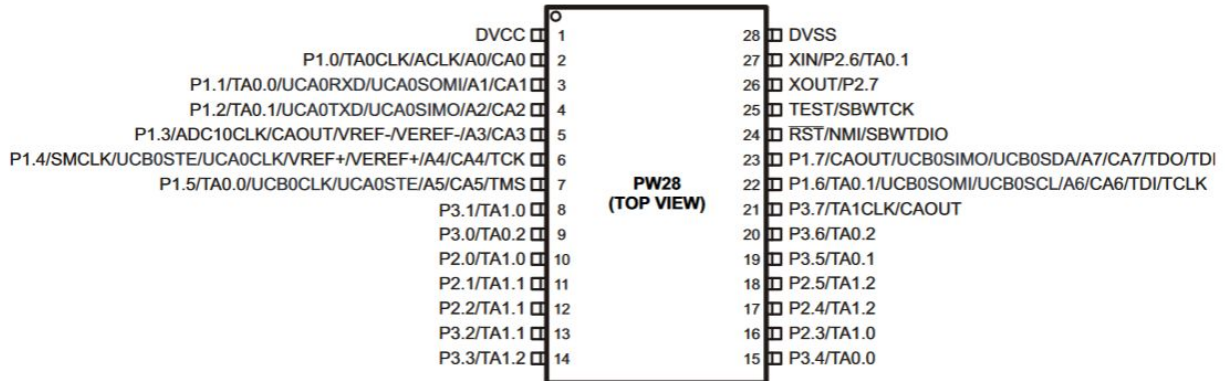 DVCC 1 28 DVSS
P1.0/TA0CLK/ACLK/A0/CA0 2 27 XIN/P2.6/TA0.1
P1.1/TA0.0/UCA0RXD/UCA0SOMI/A1/CA1 3 26 XOUT/P2.7
P1.2/TA0.1/UCA0TXD/UCA0SIMO/A2/CA2 4 25 TEST/SBWTCK
P1.3/ADC10CLK/CAOUT/VREF-/VEREF-/A3/CA3 5 24 RST/NMI/SBWTDIO
P1.4/SMCLK/UCB0STE/UCA0CLK/VREF+/VEREF+/A4/CA4/TCK 6 23 P1.7/CAOUT/UCB0SIMO/UCB0SDA/A7/CA7/TDO/TDI
P1.5/TA0.0/UCB0CLK/UCA0STE/A5/CA5/TMS 7 PW28 22 P1.6/TA0.1/UCB0SOMI/UCB0SCL/A6/CA6/TDI/TCLK
P3.1/TA1.0 8 (TOP VIEW) 21 P3.7/TA1CLK/CAOUT
P3.0/TA0.2 9 20 P3.6/TA0.2
P2.0/TA1.0 10 19 P3.5/TA0.1
P2.1/TA1.1 11 18 P2.5/TA1.2
P2.2/TA1.1 12 17 P2.4/TA1.2
P3.2/TA1.1 13 16 P2.3/TA1.0
P3.3/TA1.2 14 15 P3.4/TA0.0